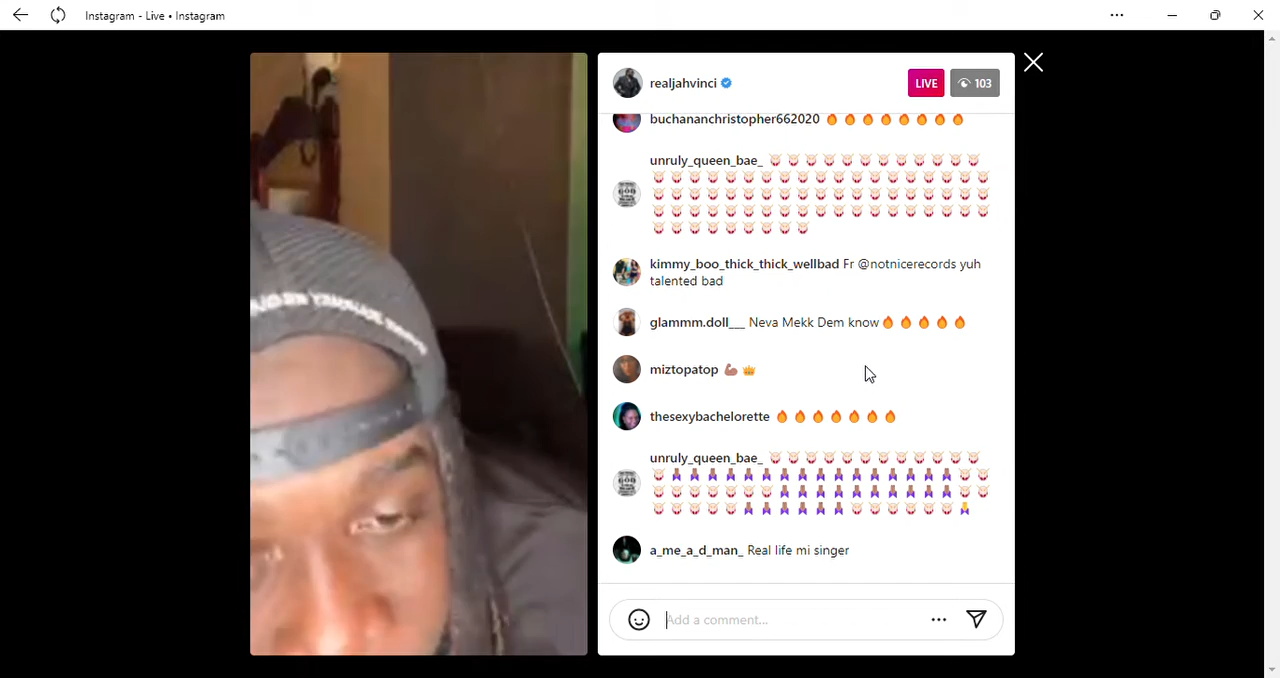 Instagram - Live • Instagram
realjahvinci
LIVE
103
buchananchristopher662020 🔥🔥🔥🔥🔥🔥🔥🔥
unruly_queen_bae_
kimmy_boo_thick_thick_wellbad Fr @notnicerecords yuh
talented bad
glammm.doll___ Neva Mekk Dem know🔥🔥🔥🔥🔥
miztopatop 💪🏽👑
thesexybachelorette 🔥🔥🔥🔥🔥🔥🔥
unruly_queen_bae_
a_me_a_d_man_ Real life mi singer
Add a comment...